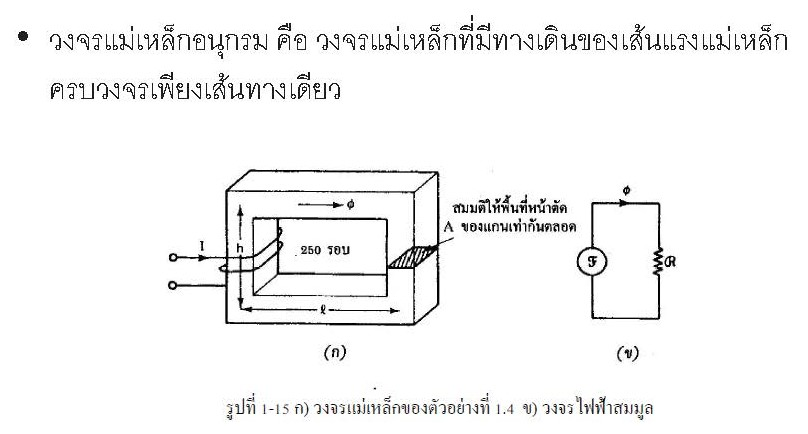 • วงจรแม่เหล็กอนุกรม คือ วงจรแม่เหล็กที่มีทางเดินของเส้นแรงแม่เหล็ก
ครบวงจรเพียงเส้นทางเดียว
ϕ
I
h
250 รอบ
ℓ
สมมติให้พื้นที่หน้าตัด
A ของแกนเท่ากันตลอด
(ก)
ϕ
ℱ
ℛ
(ข)
รูปที่ 1-15 ก) วงจรแม่เหล็กของตัวอย่างที่ 1.4 ข) วงจรไฟฟ้าสมมูล